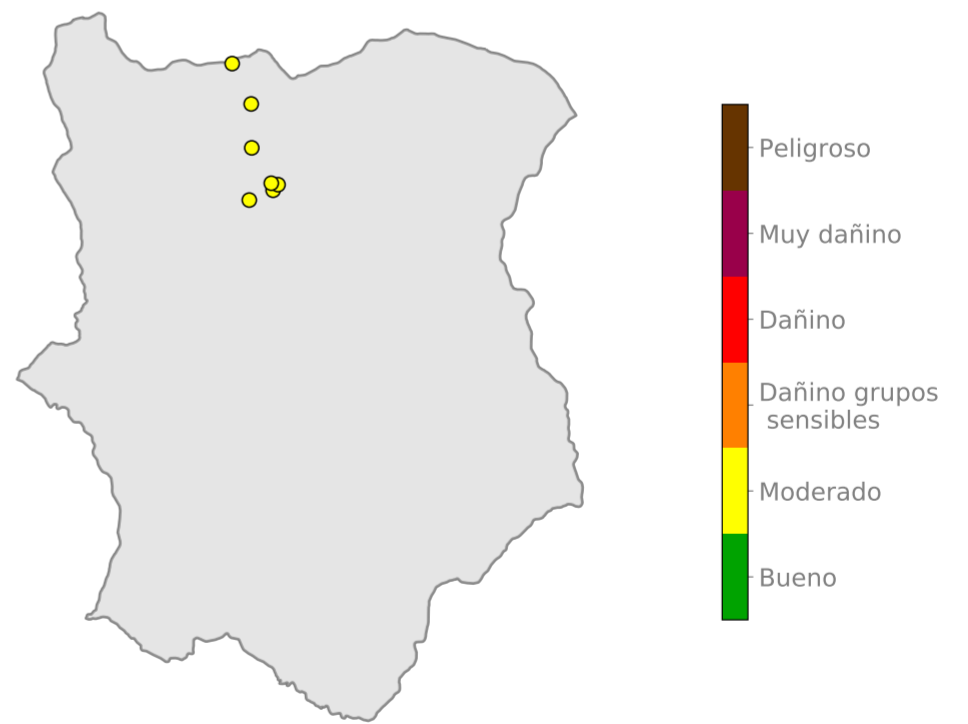 Peligroso
Muy dañino
Dañino
Dañino grupos
sensibles
Moderado
Bueno